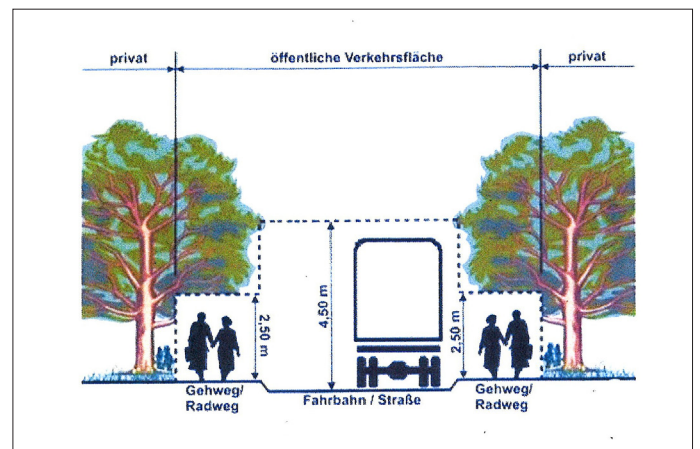 privat
öffentliche Verkehrsfläche
privat
2,50 m
4,50 m
2,50 m
Gehweg/
Radweg
Fahrbahn / Straße
Gehweg/
Radweg